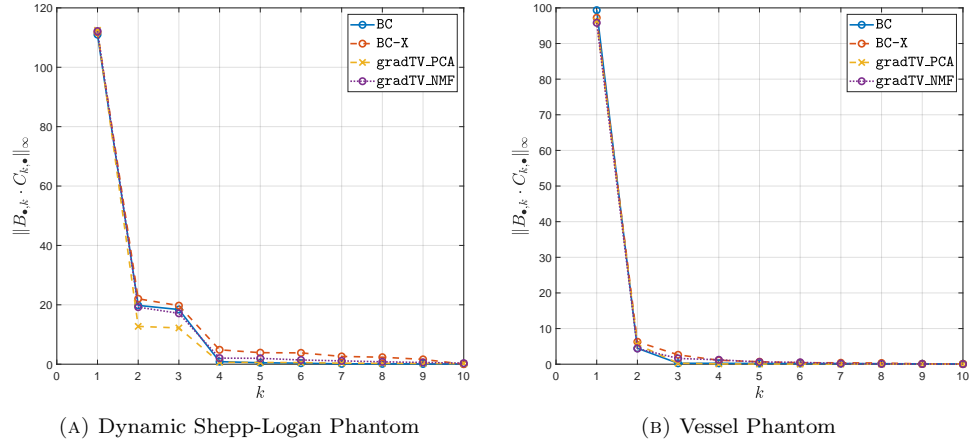 120
100
80
60
40
20
0
‖B•,k · Ck,•‖∞
0 1 2 3 4 5 6 7 8 9 10
k
BC
BC-X
gradTV_PCA
gradTV_NMF
(A) Dynamic Shepp-Logan Phantom
100
90
80
70
60
50
40
30
20
10
0
‖B•,k · Ck,•‖∞
0 1 2 3 4 5 6 7 8 9 10
k
BC
BC-X
gradTV_PCA
gradTV_NMF
(B) Vessel Phantom